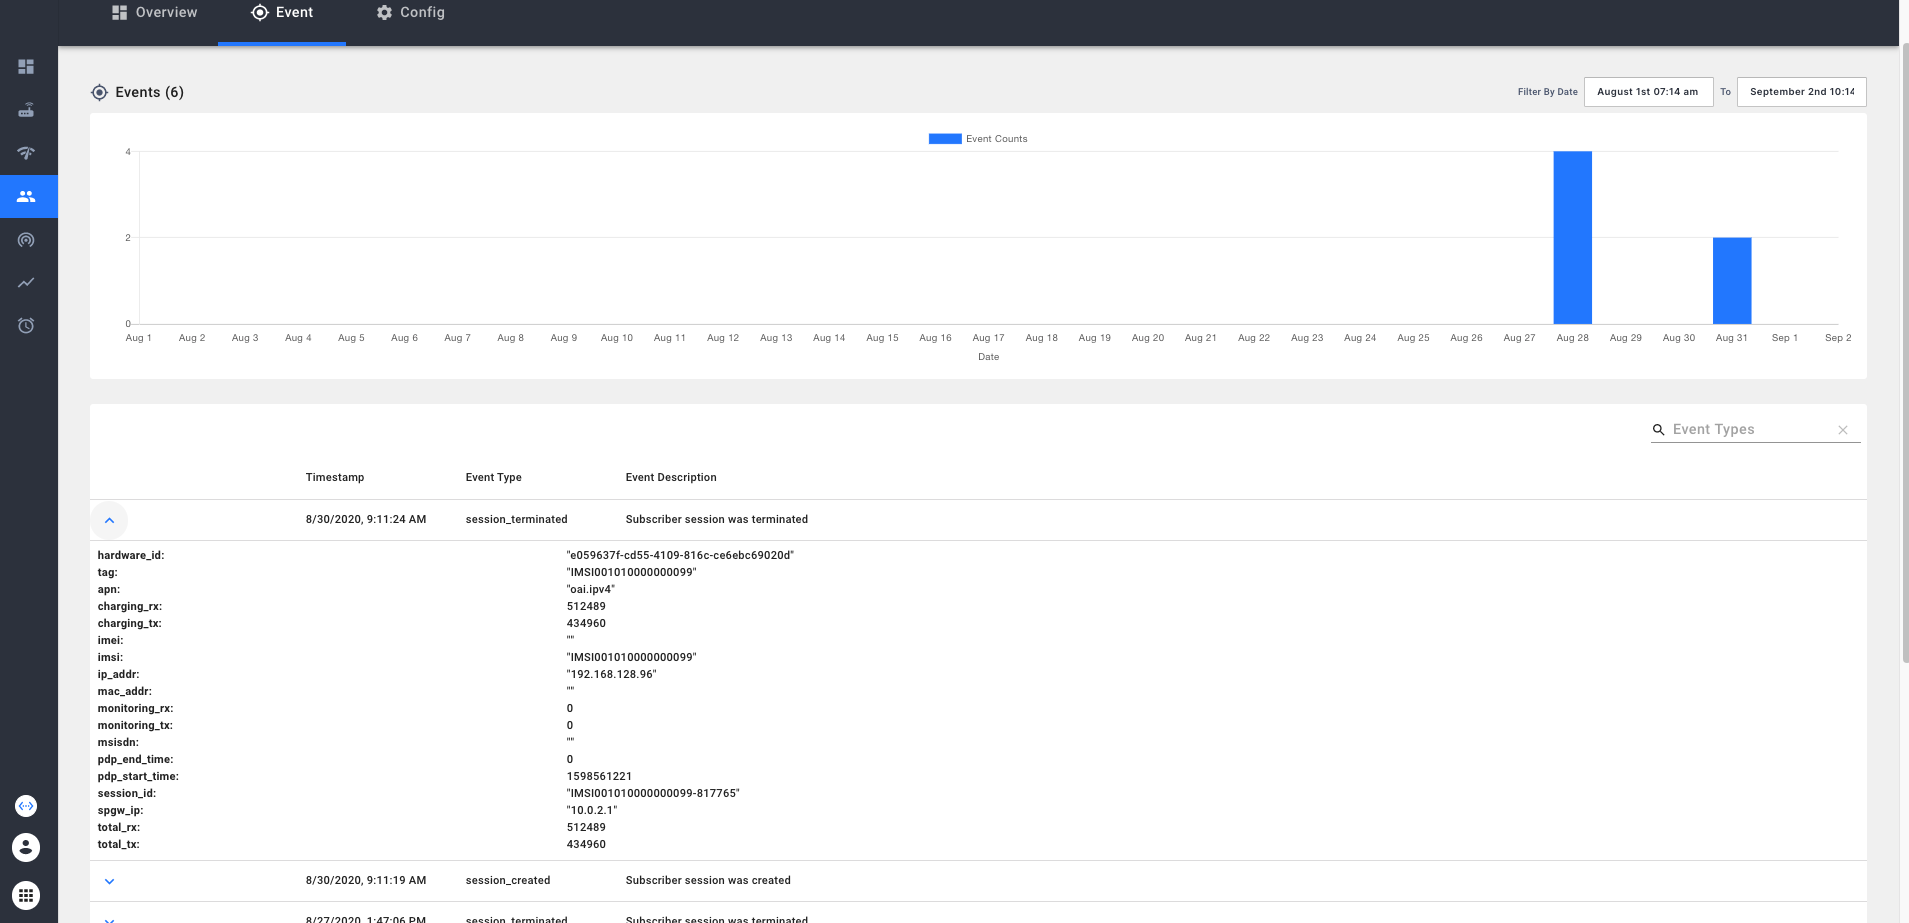 Overview Event Config
Events (6)
Filter By Date August 1st 07:14 am To September 2nd 10:14
Event Counts
4
2
0
Aug 1 Aug 2 Aug 3 Aug 4 Aug 5 Aug 6 Aug 7 Aug 8 Aug 9 Aug 10 Aug 11 Aug 12 Aug 13 Aug 14 Aug 15 Aug 16 Aug 17 Aug 18 Aug 19 Aug 20 Aug 21 Aug 22 Aug 23 Aug 24 Aug 25 Aug 26 Aug 27 Aug 28 Aug 29 Aug 30 Aug 31 Sep 1 Sep 2
Date
Event Types
Timestamp Event Type Event Description
8/30/2020, 9:11:24 AM session_terminated Subscriber session was terminated
hardware_id: "e059637f-cd55-4109-816c-ce6ebc69020d"
tag: "IMSI001010000000099"
apn: "oai.ipv4"
charging_rx: 512489
charging_tx: 434960
imei: ""
imsi: "IMSI001010000000099"
ip_addr: "192.168.128.96"
mac_addr: ""
monitoring_rx: 0
monitoring_tx: 0
msisdn: ""
pdp_end_time: 0
pdp_start_time: 1598561221
session_id: "IMSI001010000000099-817765"
spgw_ip: "10.0.2.1"
total_rx: 512489
total_tx: 434960
8/30/2020, 9:11:19 AM session_created Subscriber session was created
8/27/2020, 1:47:06 PM session_terminated Subscriber session was terminated